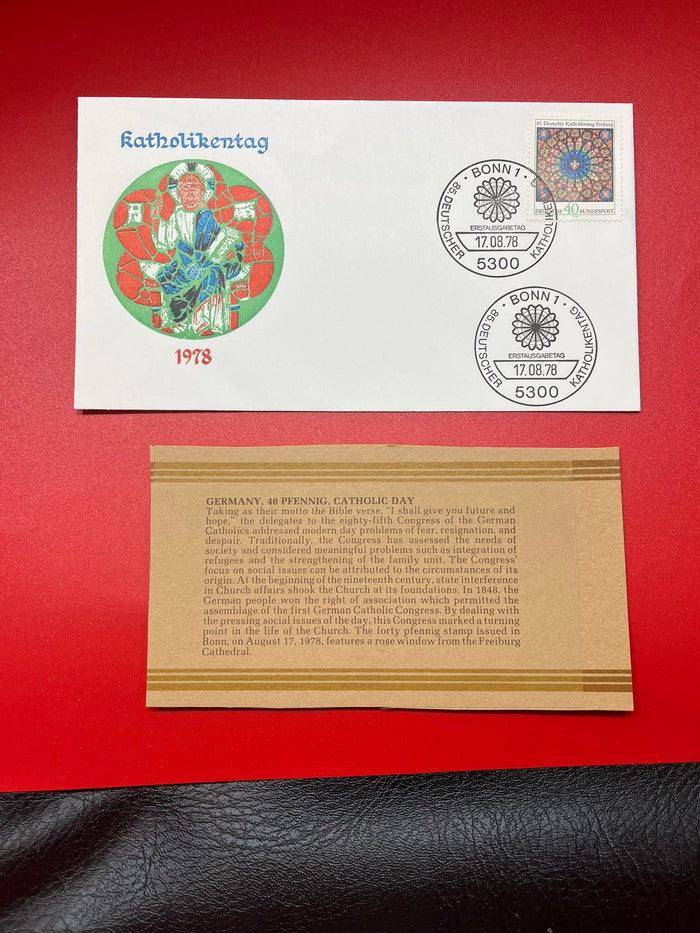 Katholikentag
1978
85. Deutscher Katholikentag Freiburg
40 BUNDESPOST
BONN 1
85. DEUTSCHER
ERSTAUSGABETAG
17.08.78
5300
BONN 1
85. DEUTSCHER KATHOLIKENTAG
ERSTAUSGABETAG
17.08.78
5300
GERMANY, 40 PFENNIG, CATHOLIC DAY
Taking as their motto the Bible verse, "I shall give you future and
hope," the delegates to the eighty-fifth Congress of the German
Catholics addressed modern day problems of fear, resignation, and
despair. Traditionally, the Congress has assessed the needs of
society and considered meaningful problems such as integration of
refugees and the strengthening of the family unit. The Congress'
focus on social issues can be attributed to the circumstances of its
origin. At the beginning of the nineteenth century, state interference
in Church affairs shook the Church at its foundations. In 1848, the
German people won the right of association which permitted the
assemblage of the first German Catholic Congress. By dealing with
the pressing social issues of the day, this Congress marked a turning
point in the life of the Church. The forty pfennig stamp issued in
Bonn, on August 17, 1978, features a rose window from the Freiburg
Cathedral.